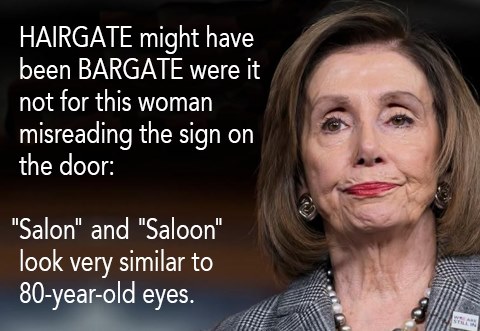 HAIRGATE might have
been BARGATE were it
not for this woman
misreading the sign on
the door:
"Salon" and "Saloon"
look very similar to
80-year-old eyes.